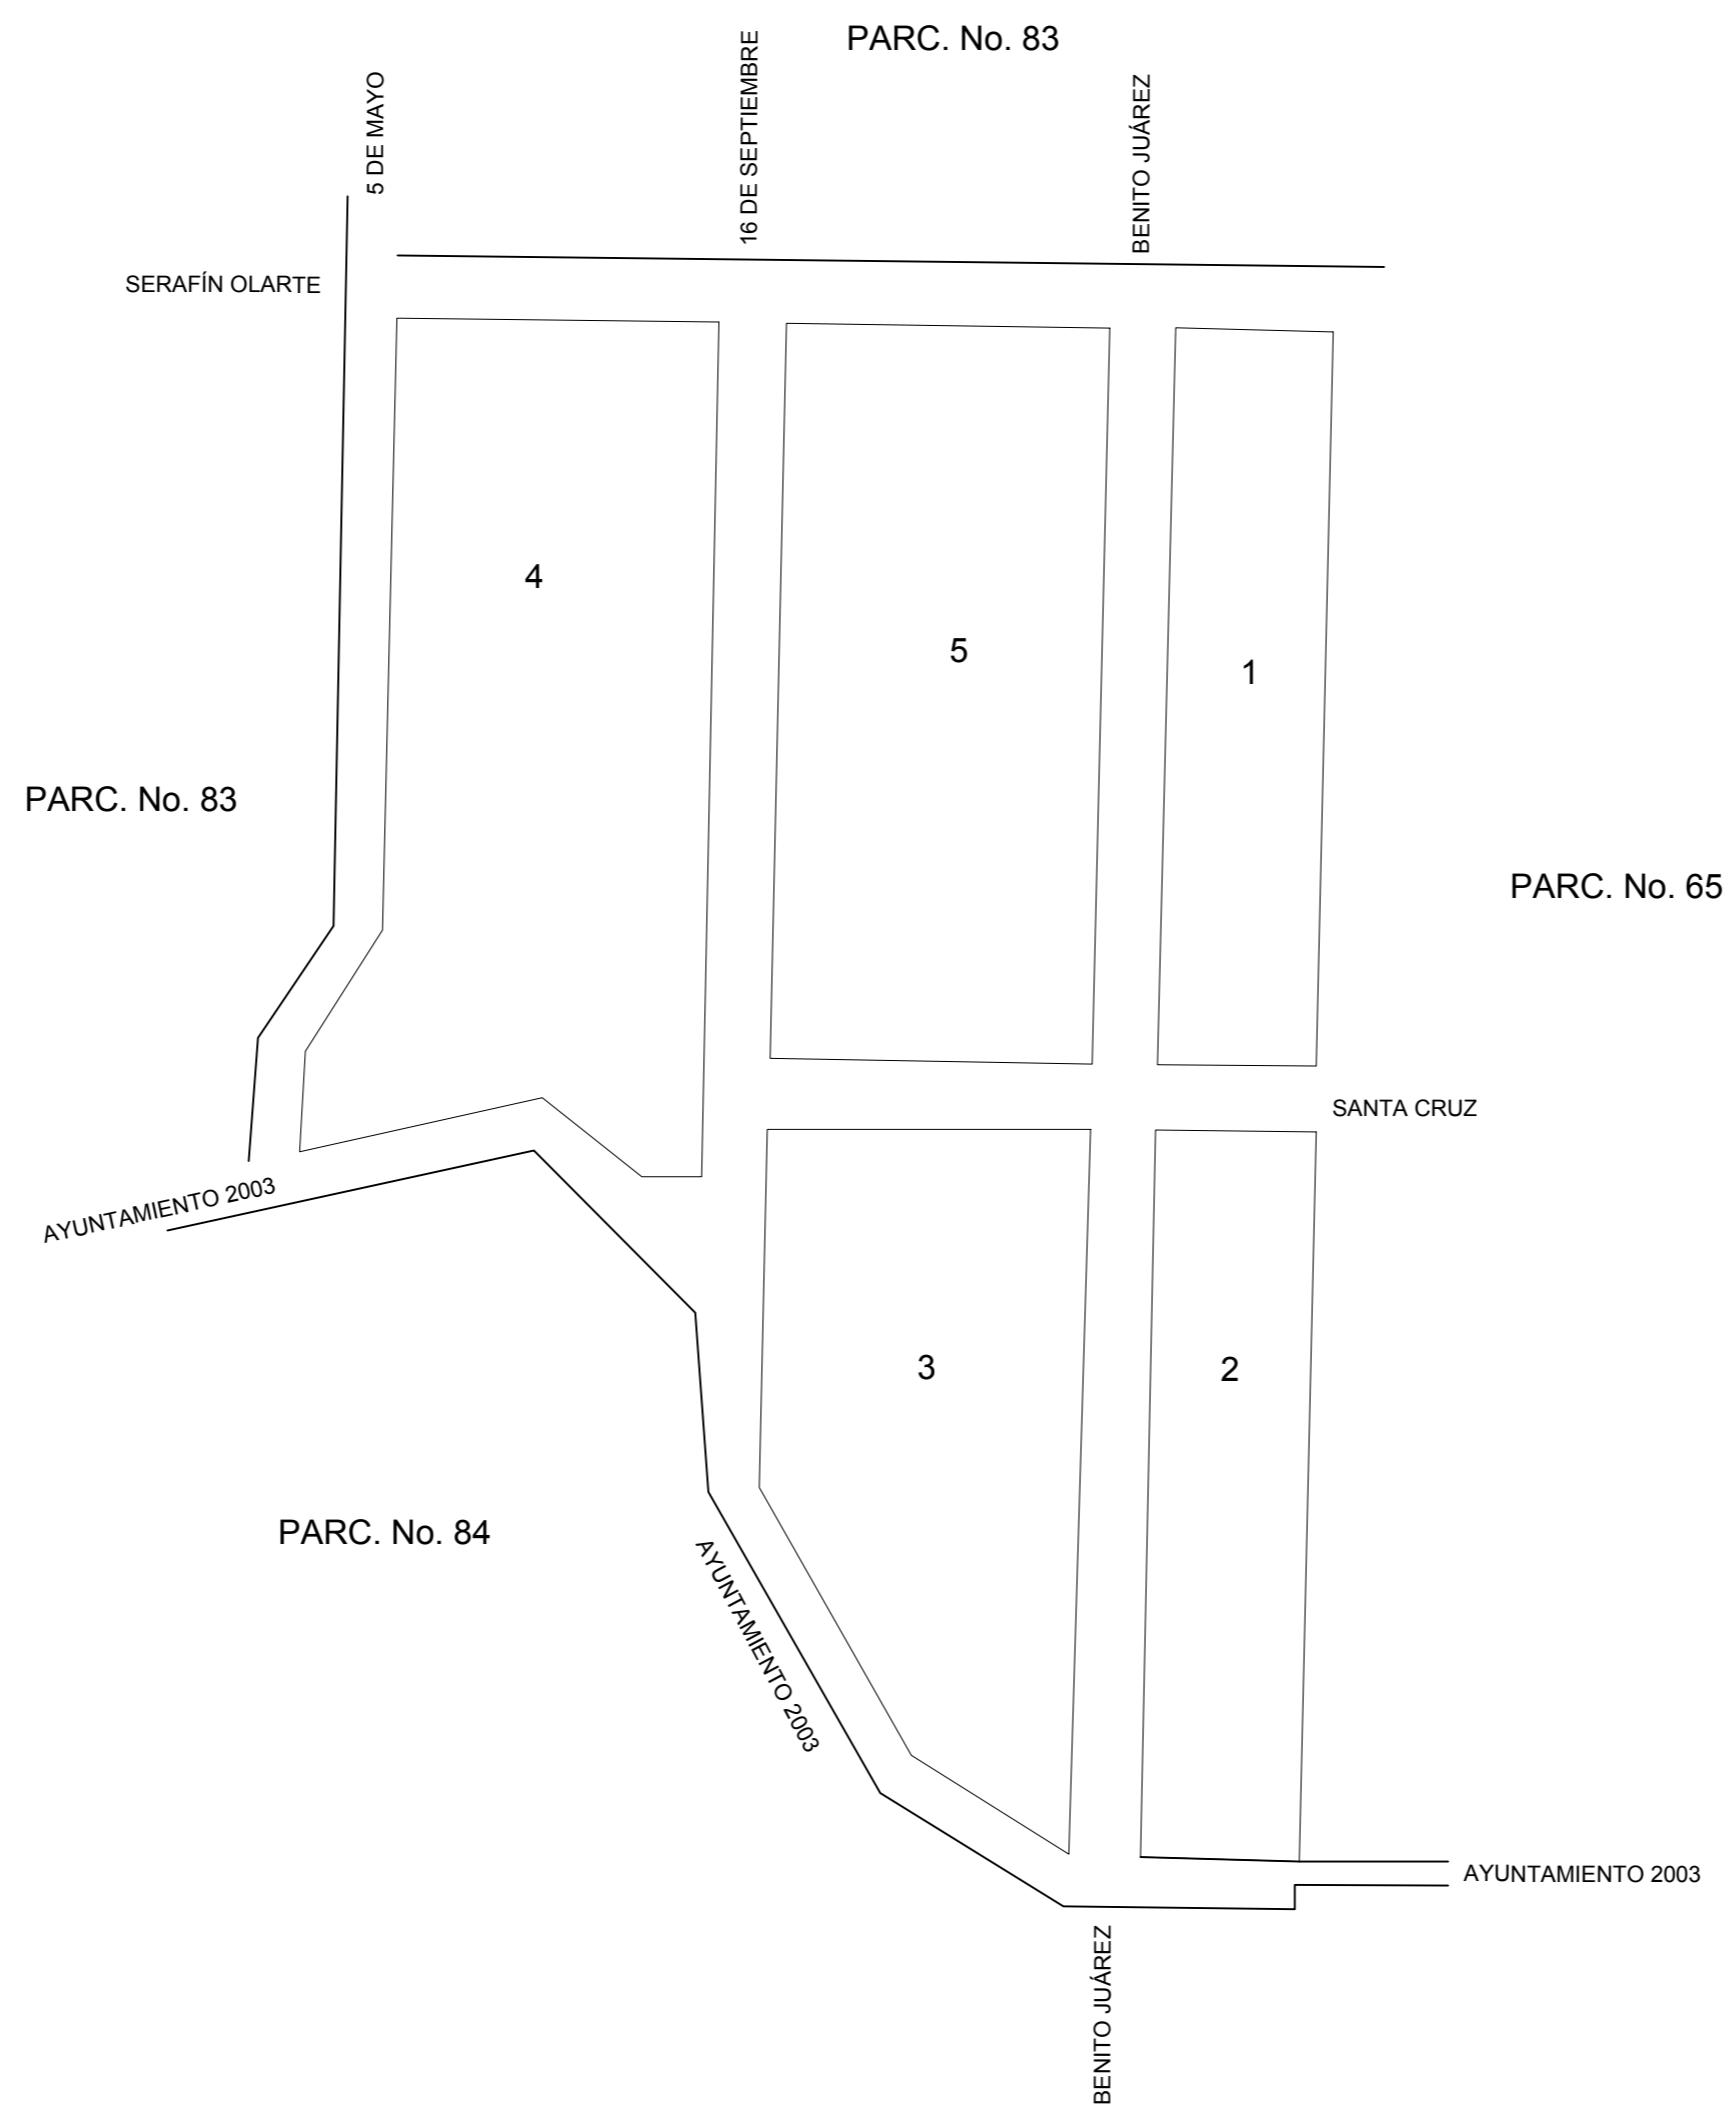 PARC. No. 83
5 DE MAYO
16 DE SEPTIEMBRE
BENITO JUÁREZ
SERAFÍN OLARTE
4
5
1
PARC. No. 83
PARC. No. 65
SANTA CRUZ
AYUNTAMIENTO 2003
3
2
PARC. No. 84
AYUNTAMIENTO 2003
AYUNTAMIENTO 2003
BENITO JUÁREZ